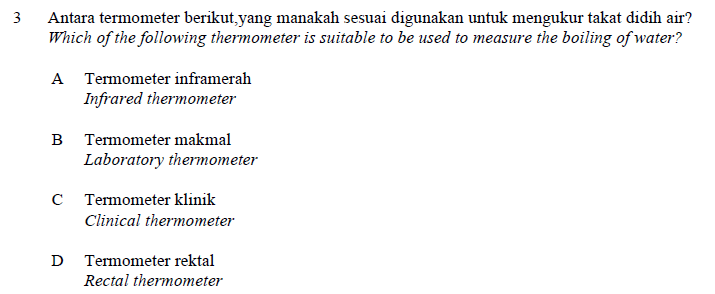 3 Antara termometer berikut,yang manakah sesuai digunakan untuk mengukur takat didih air?
Which of the following thermometer is suitable to be used to measure the boiling of water?
A Termometer inframerah
Infrared thermometer
B Termometer makmal
Laboratory thermometer
C Termometer klinik
Clinical thermometer
D Termometer rektal
Rectal thermometer